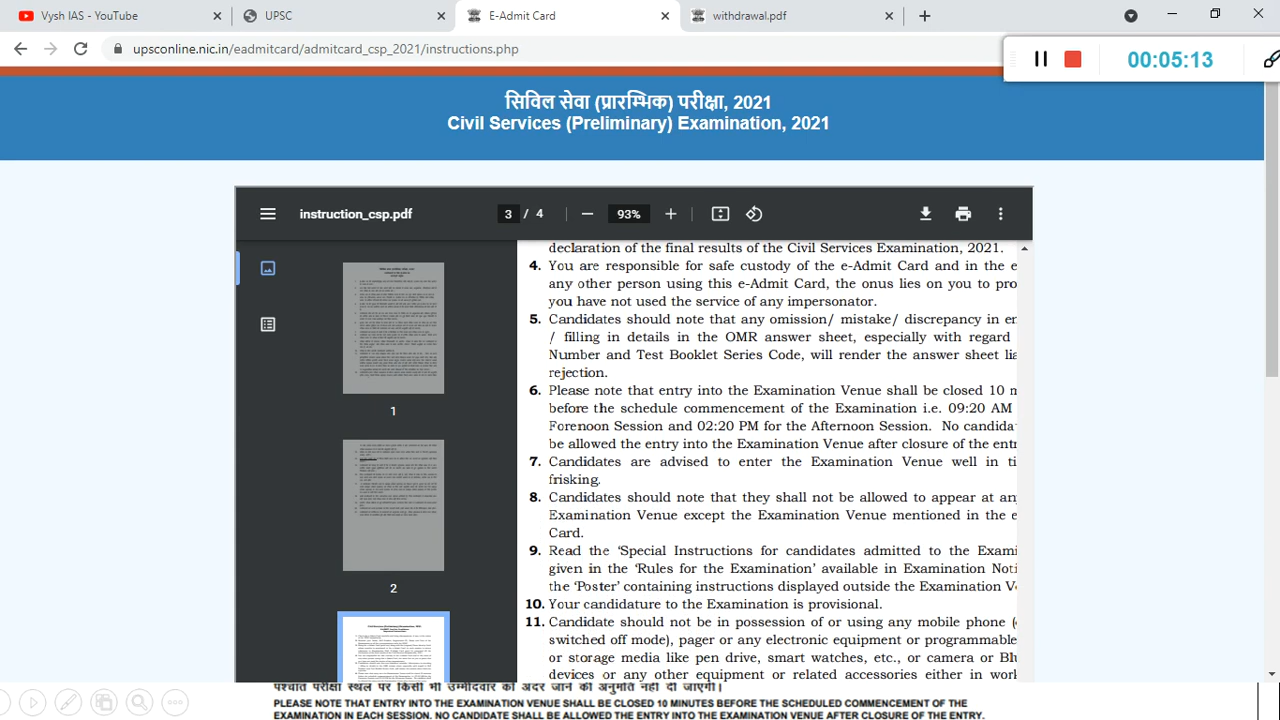 Vysh IAS - YouTube
UPSC
E-Admit Card
withdrawal.pdf
upsconline.nic.in/eadmitcard/admitcard_csp_2021/instructions.php
00:05:13
सिविल सेवा (प्रारम्भिक) परीक्षा, 2021
Civil Services (Preliminary) Examination, 2021
instruction_csp.pdf
3 / 4
93%
1
2
declaration of the final results of the Civil Services Examination, 2021.
4. You are responsible for safe custody of the e-Admit Card and in the e
any other person using this e-Admit Card, the onus lies on you to pro
you have not used the service of any impersonator.
5. Candidates should note that any omission/ mistake/ discrepancy in en
filling in details in the OMR answer sheet, especially with regard
Number and Test Booklet Series Code, will render the answer sheet lia
rejection.
6. Please note that entry into the Examination Venue shall be closed 10 m
before the schedule commencement of the Examination i.e. 09:20 AM
Forenoon Session and 02:20 PM for the Afternoon Session. No candida
be allowed the entry into the Examination Venue after closure of the entr
7. Candidates are advised to enter the Examination Venue well in ti
frisking.
Candidates should note that they shall not be allowed to appear at any
Examination Venue except the Examination Venue mentioned in the e
Card.
9. Read the 'Special Instructions for candidates admitted to the Exami
given in the 'Rules for the Examination' available in Examination Noti
the 'Poster' containing instructions displayed outside the Examination V
10. Your candidature to the Examination is provisional.
11. Candidate should not be in possession of/using any mobile phone (
switched off mode), pager or any electronic equipment or programmable
or storage media like pen drive, smart watches etc. or camera or Blu
devices or any other equipment or related accessories either in work
पश्चात परीक्षा स्थल पर किसी भी उम्मीदवार को अंदर जाने की अनुमति नहीं दी जाएगी।
PLEASE NOTE THAT ENTRY INTO THE EXAMINATION VENUE SHALL BE CLOSED 10 MINUTES BEFORE THE SCHEDULED COMMENCEMENT OF THE
EXAMINATION IN EACH SESSION. NO CANDIDATE SHALL BE ALLOWED THE ENTRY INTO THE EXAMINATION VENUE AFTER CLOSURE OF THE ENTRY.